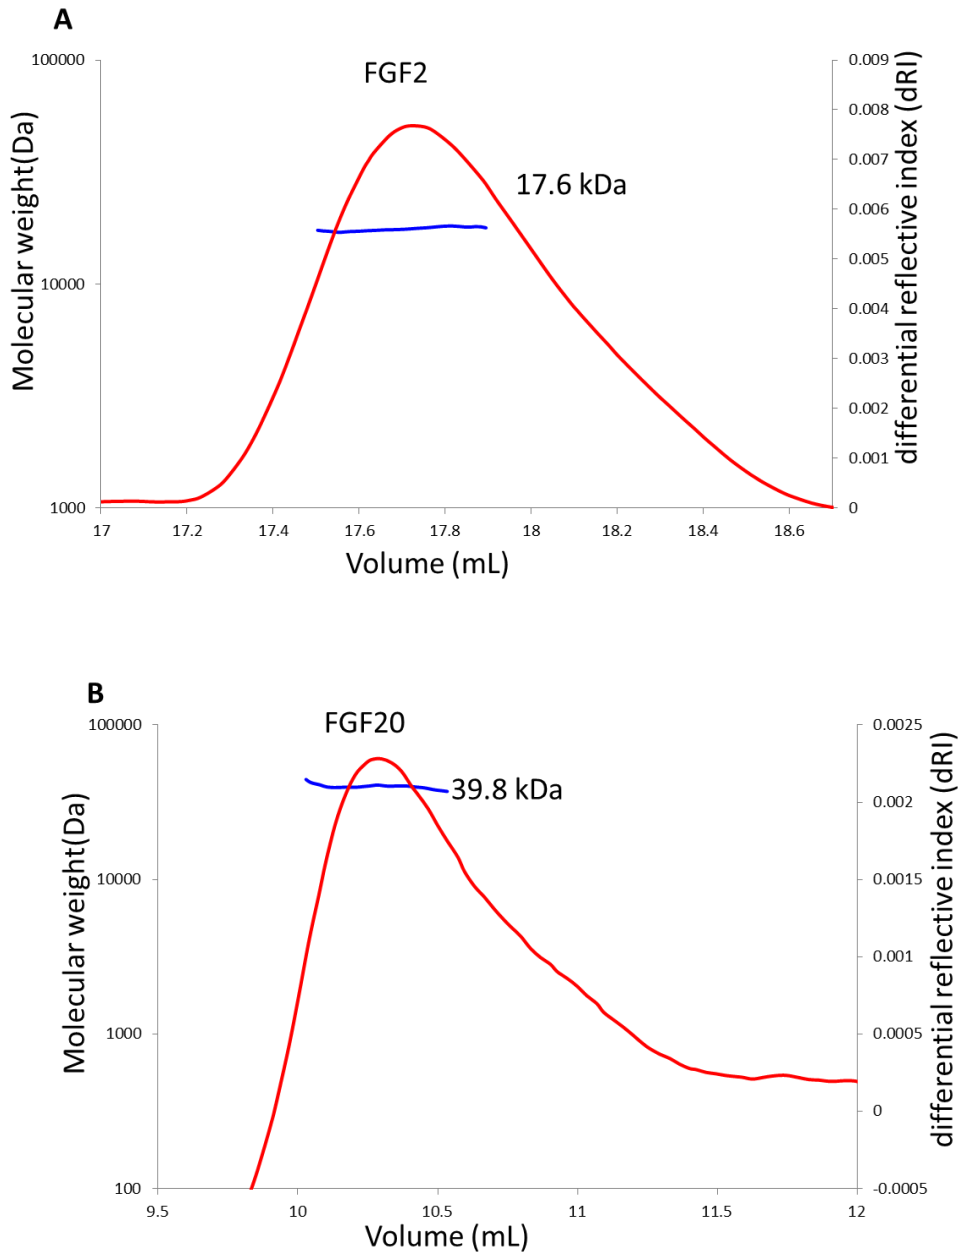 A
FGF2
17.6 kDa
Molecular weight(Da)
100000
10000
1000
differential reflective index (dRI)
0.009
0.008
0.007
0.006
0.005
0.004
0.003
0.002
0.001
0
17 17.2 17.4 17.6 17.8 18 18.2 18.4 18.6
Volume (mL)
B
FGF20
39.8 kDa
Molecular weight(Da)
100000
10000
1000
100
differential reflective index (dRI)
0.0025
0.002
0.0015
0.001
0.0005
0
-0.0005
9.5 10 10.5 11 11.5 12
Volume (mL)